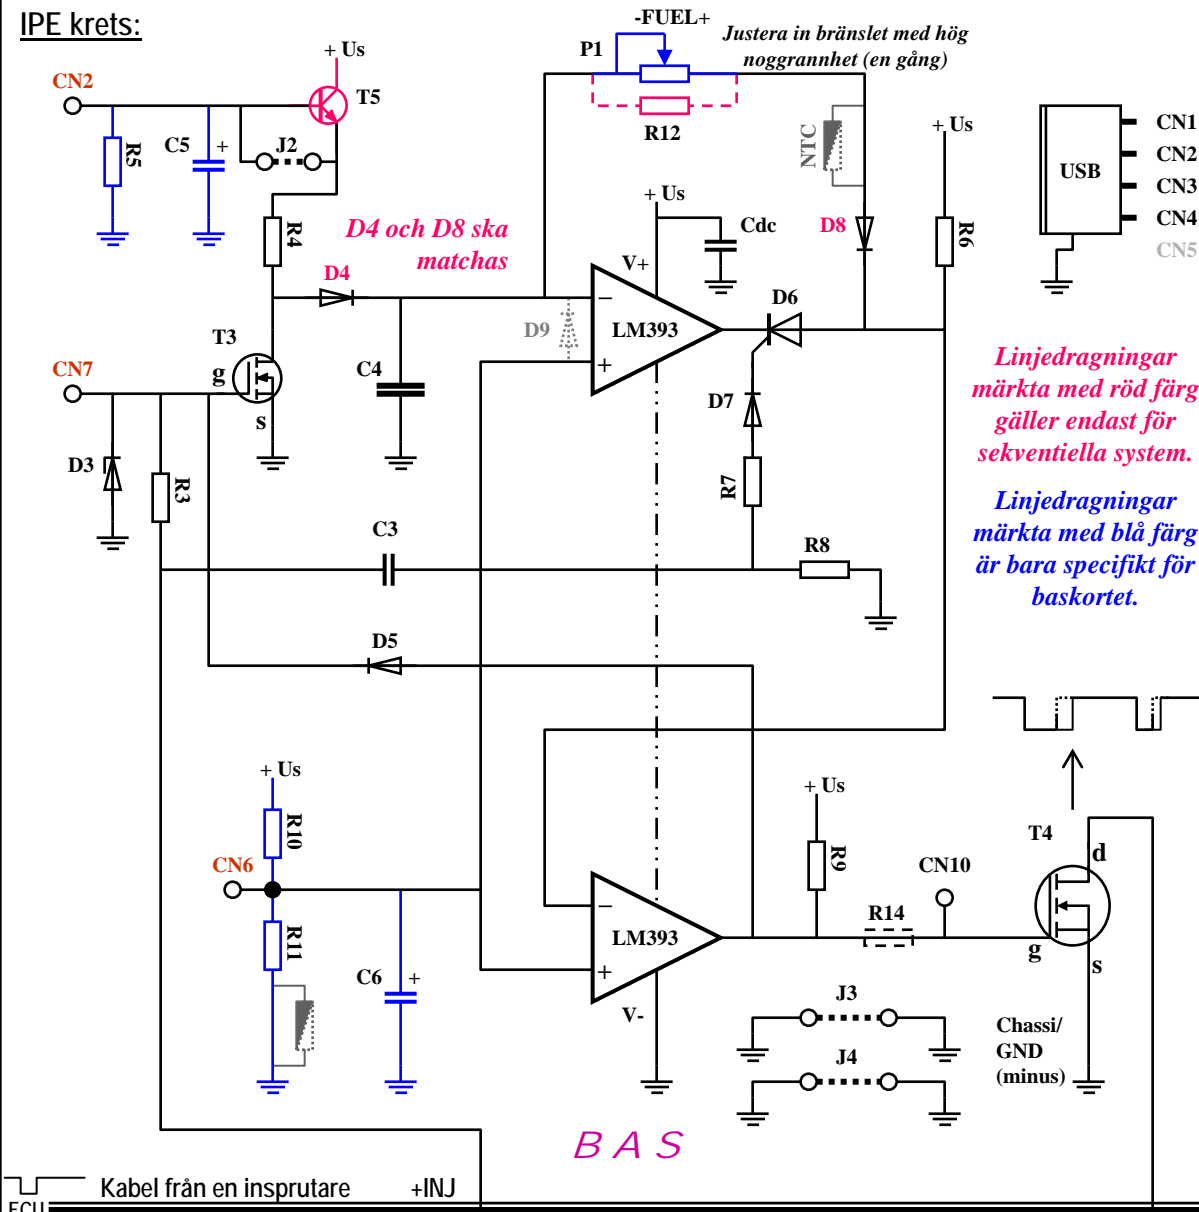 IPE krets:
-FUEL+
P1
Justera in bränslet med hög
noggrannhet (en gång)
+ Us
CN2
T5
R12
NTC
+ Us
CN1
CN2
USB
CN3
CN4
CN5
R5
C5
+
J2
+ Us
Cdc
D8
R6
R4
D4 och D8 ska
matchas
D4
V+
D6
T3
D9
LM393
−
+
CN7
g
s
C4
D7
Linjedragningar
märkta med röd färg
gäller endast för
sekventiella system.
D3
R3
R7
Linjedragningar
märkta med blå färg
är bara specifikt för
baskortet.
C3
R8
D5
+ Us
+ Us
R10
R9
T4
d
CN6
CN10
R14
−
LM393
+
g
s
R11
C6
+
V-
J3
J4
Chassi/
GND
(minus)
BAS
Kabel från en insprutare
+INJ
ECU